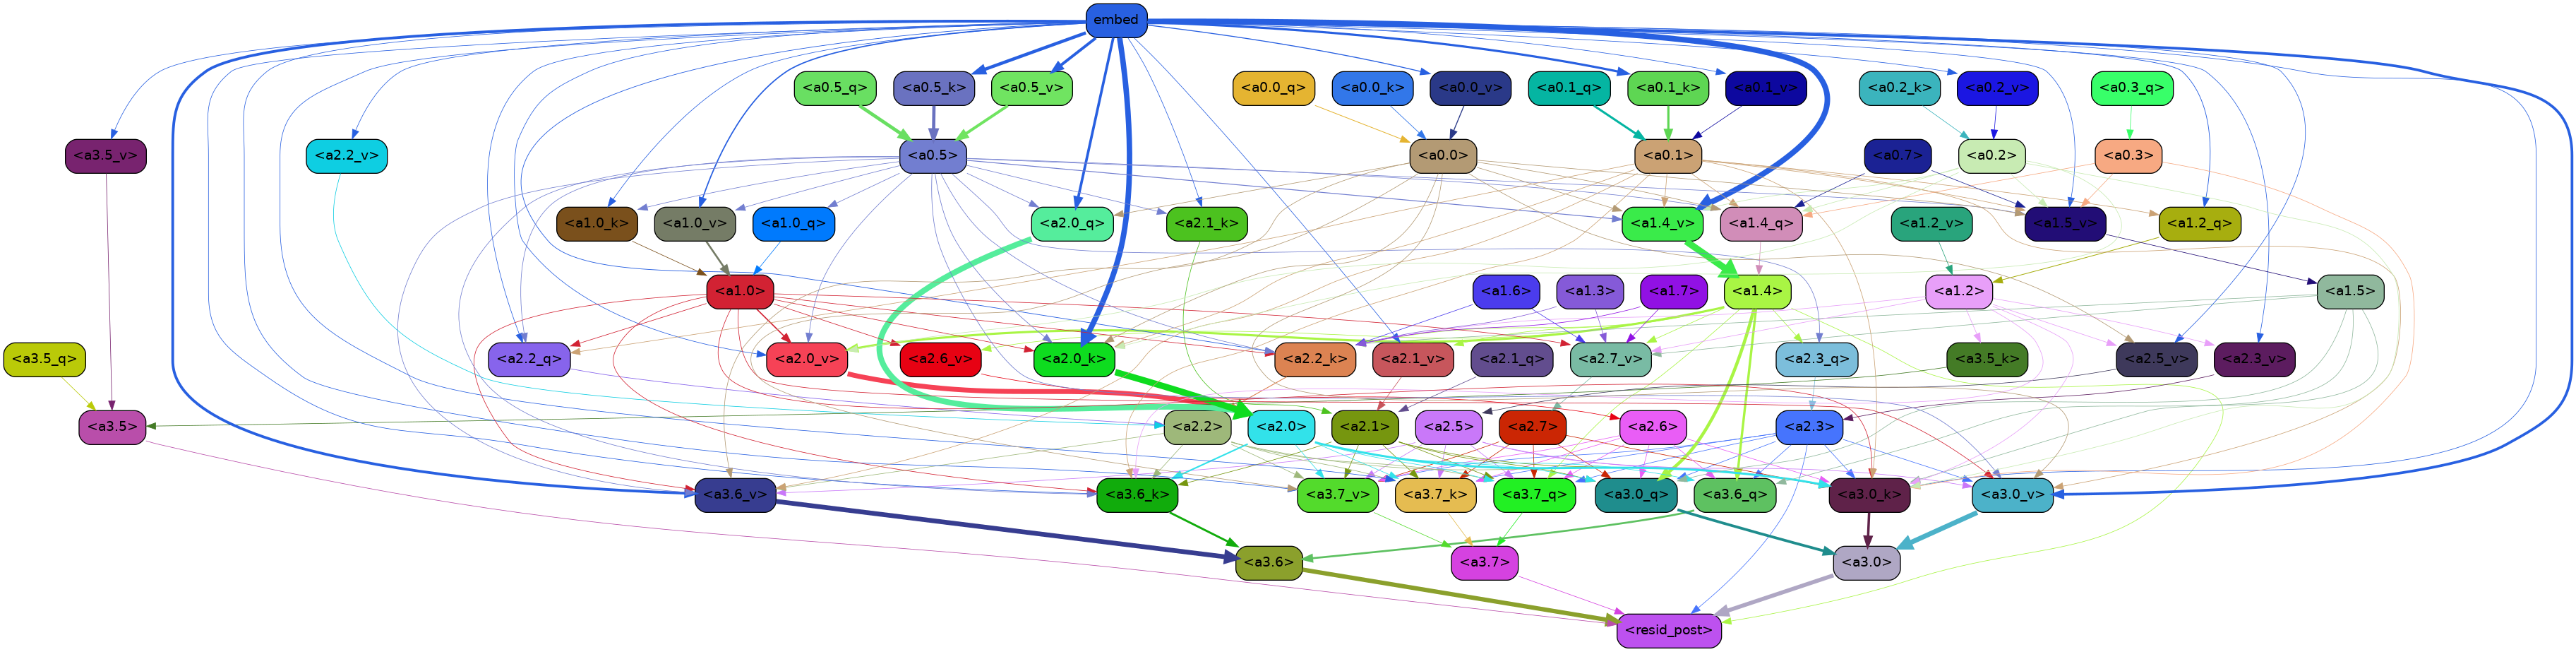 embed
<a0.5_q>
<a0.5_k>
<a0.5_v>
<a0.0_q>
<a0.0_k>
<a0.0_v>
<a0.1_q>
<a0.1_k>
<a0.1_v>
<a0.2_k>
<a0.2_v>
<a0.3_q>
<a3.5_v>
<a2.2_v>
<a0.5>
<a0.0>
<a0.1>
<a0.7>
<a0.2>
<a0.3>
<a1.0_k>
<a1.0_v>
<a1.0_q>
<a2.0_q>
<a2.1_k>
<a1.4_v>
<a1.4_q>
<a1.2_v>
<a1.5_v>
<a1.2_q>
<a1.0>
<a1.6>
<a1.3>
<a1.7>
<a1.4>
<a1.2>
<a1.5>
<a3.5_q>
<a2.2_q>
<a2.0_v>
<a2.6_v>
<a2.0_k>
<a2.2_k>
<a2.1_v>
<a2.1_q>
<a2.7_v>
<a2.3_q>
<a3.5_k>
<a2.5_v>
<a2.3_v>
<a3.5>
<a2.2>
<a2.0>
<a2.1>
<a2.5>
<a2.7>
<a2.6>
<a2.3>
<a3.6_v>
<a3.6_k>
<a3.7_v>
<a3.7_k>
<a3.7_q>
<a3.0_q>
<a3.6_q>
<a3.0_k>
<a3.0_v>
<a3.6>
<a3.7>
<a3.0>
<resid_post>